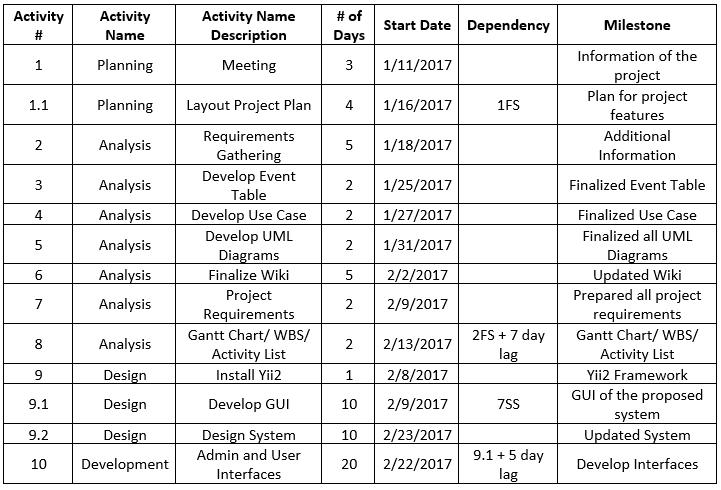 Activity # Activity Name Activity Name Description # of Days Start Date Dependency Milestone
1 Planning Meeting 3 1/11/2017 Information of the project
1.1 Planning Layout Project Plan 4 1/16/2017 1FS Plan for project features
2 Analysis Requirements Gathering 5 1/18/2017 Additional Information
3 Analysis Develop Event Table 2 1/25/2017 Finalized Event Table
4 Analysis Develop Use Case 2 1/27/2017 Finalized Use Case
5 Analysis Develop UML Diagrams 2 1/31/2017 Finalized all UML Diagrams
6 Analysis Finalize Wiki 5 2/2/2017 Updated Wiki
7 Analysis Project Requirements 2 2/9/2017 Prepared all project requirements
8 Analysis Gantt Chart/ WBS/ Activity List 2 2/13/2017 2FS + 7 day lag Gantt Chart/ WBS/ Activity List
9 Design Install Yii2 1 2/8/2017 Yii2 Framework
9.1 Design Develop GUI 10 2/9/2017 7SS GUI of the proposed system
9.2 Design Design System 10 2/23/2017 Updated System
10 Development Admin and User Interfaces 20 2/22/2017 9.1 + 5 day lag Develop Interfaces